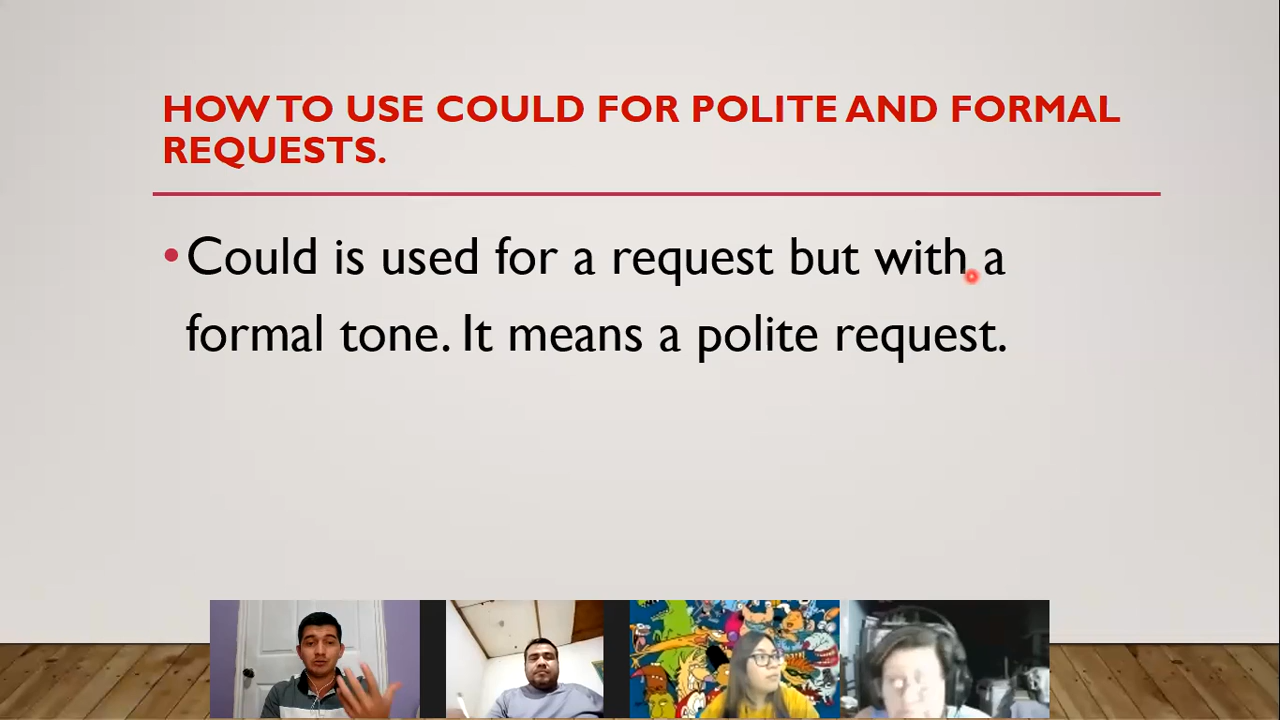 HOW TO USE COULD FOR POLITE AND FORMAL
REQUESTS.
•Could is used for a request but with a
formal tone. It means a polite request.